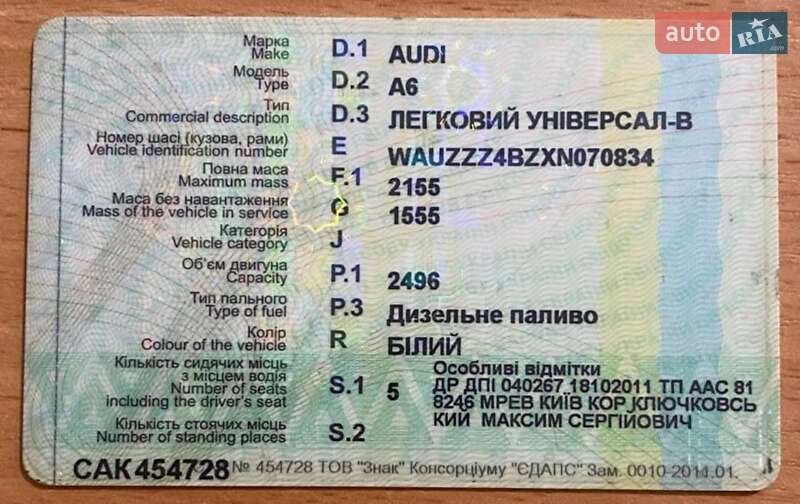 auto RIA .com
Марка
Make D.1 AUDI
Модель
Type D.2 A6
Тип
Commercial description D.3 ЛЕГКОВИЙ УНІВЕРСАЛ-В
Номер шасі (кузова, рами)
Vehicle identification number E WAUZZZ4BZXN070834
Повна маса
Maximum mass F.1 2155
Маса без навантаження
Mass of the vehicle in service G 1555
Категорія
Vehicle category J
Об'єм двигуна
Capacity P.1 2496
Тип пального
Type of fuel P.3 Дизельне паливо
Колір
Colour of the vehicle R БІЛИЙ
Кількість сидячих місць
з місцем водія
Number of seats
including the driver's seat S.1 5
Особливі відмітки
ДР ДПІ 040267 18102011 ТП ААС 81
8246 МРЕВ КИЇВ КОР.КЛЮЧКОВСЬ
КИЙ МАКСИМ СЕРГІЙОВИЧ
Кількість стоячих місць
Number of standing places S.2
САК 454728 № 454728 ТОВ "Знак" Консорціуму "ЄДАПС" Зам. 0010-2011.01.